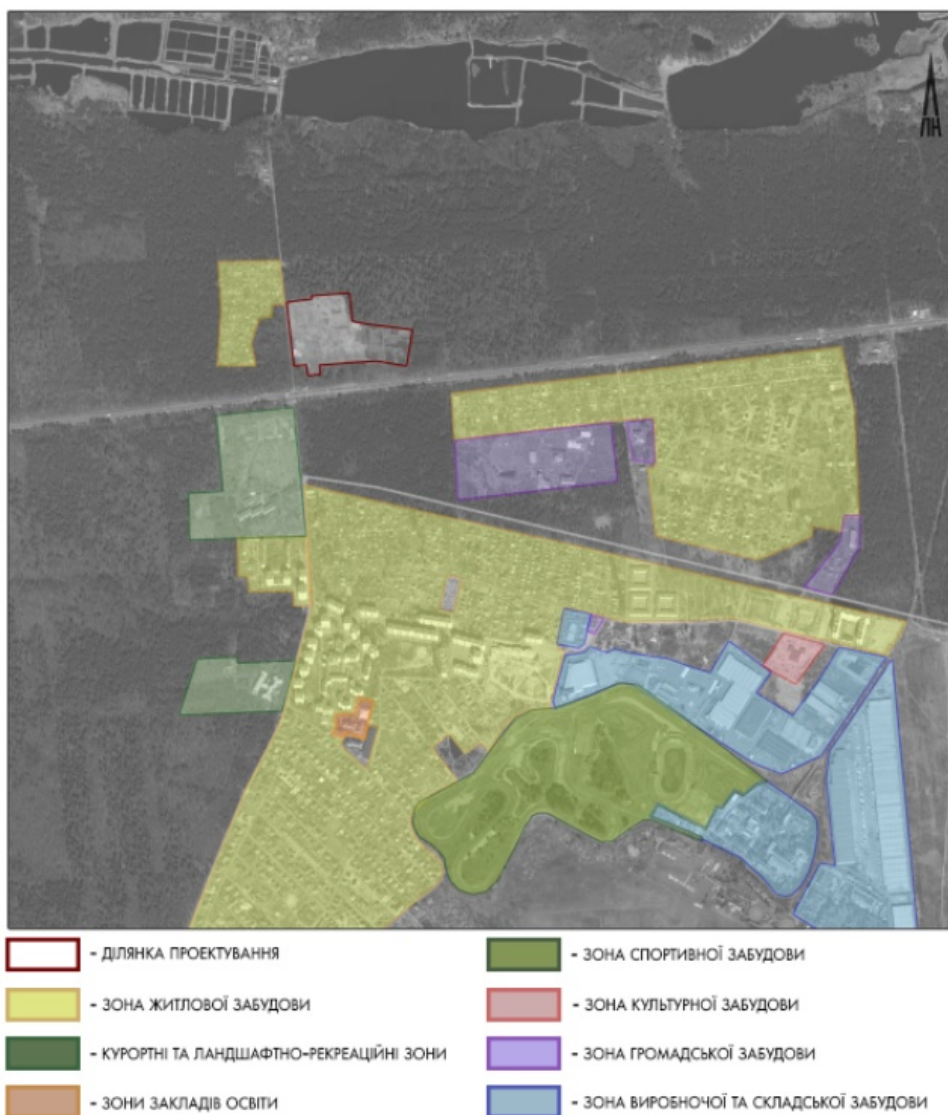 ПН
- ДІЛЯНКА ПРОЕКТУВАННЯ
- ЗОНА ЖИТЛОВОЇ ЗАБУДОВИ
- КУРОРТНІ ТА ЛАНДШАФТНО-РЕКРЕАЦІЙНІ ЗОНИ
- ЗОНИ ЗАКЛАДІВ ОСВІТИ
- ЗОНА СПОРТИВНОЇ ЗАБУДОВИ
- ЗОНА КУЛЬТУРНОЇ ЗАБУДОВИ
- ЗОНА ГРОМАДСЬКОЇ ЗАБУДОВИ
- ЗОНА ВИРОБНОЧОЇ ТА СКЛАДСЬКОЇ ЗАБУДОВИ